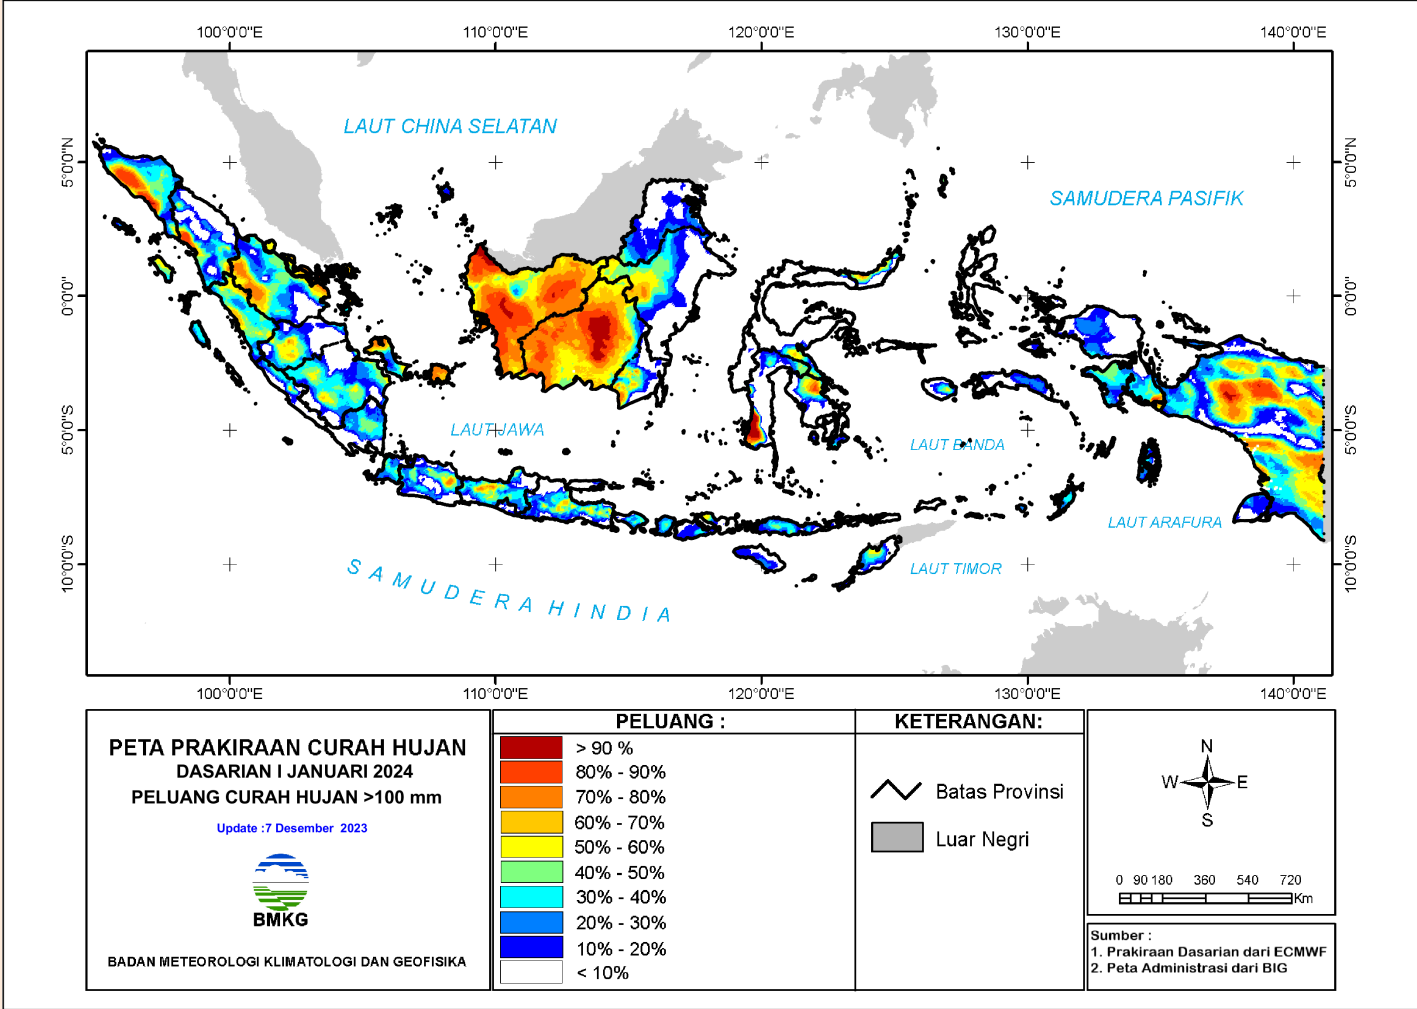 100°0'0"E 110°0'0"E 120°0'0"E 130°0'0"E 140°0'0"E
5°0'0"N
0°0'0"
5°0'0"S
10°0'0"S
LAUT CHINA SELATAN
SAMUDERA PASIFIK
LAUT JAWA
LAUT BANDA
LAUT ARAFURA
LAUT TIMOR
SAMUDERA HINDIA
5°0'0"N
0°0'0"
5°0'0"S
10°0'0"S
100°0'0"E 110°0'0"E 120°0'0"E 130°0'0"E 140°0'0"E
PETA PRAKIRAAN CURAH HUJAN
DASARIAN I JANUARI 2024
PELUANG CURAH HUJAN >100 mm
Update :7 Desember 2023
BMKG
BADAN METEOROLOGI KLIMATOLOGI DAN GEOFISIKA
PELUANG :
> 90 %
80% - 90%
70% - 80%
60% - 70%
50% - 60%
40% - 50%
30% - 40%
20% - 30%
10% - 20%
< 10%
KETERANGAN:
Batas Provinsi
Luar Negri
N
W E
S
0 90 180 360 540 720
Km
Sumber :
1. Prakiraan Dasarian dari ECMWF
2. Peta Administrasi dari BIG